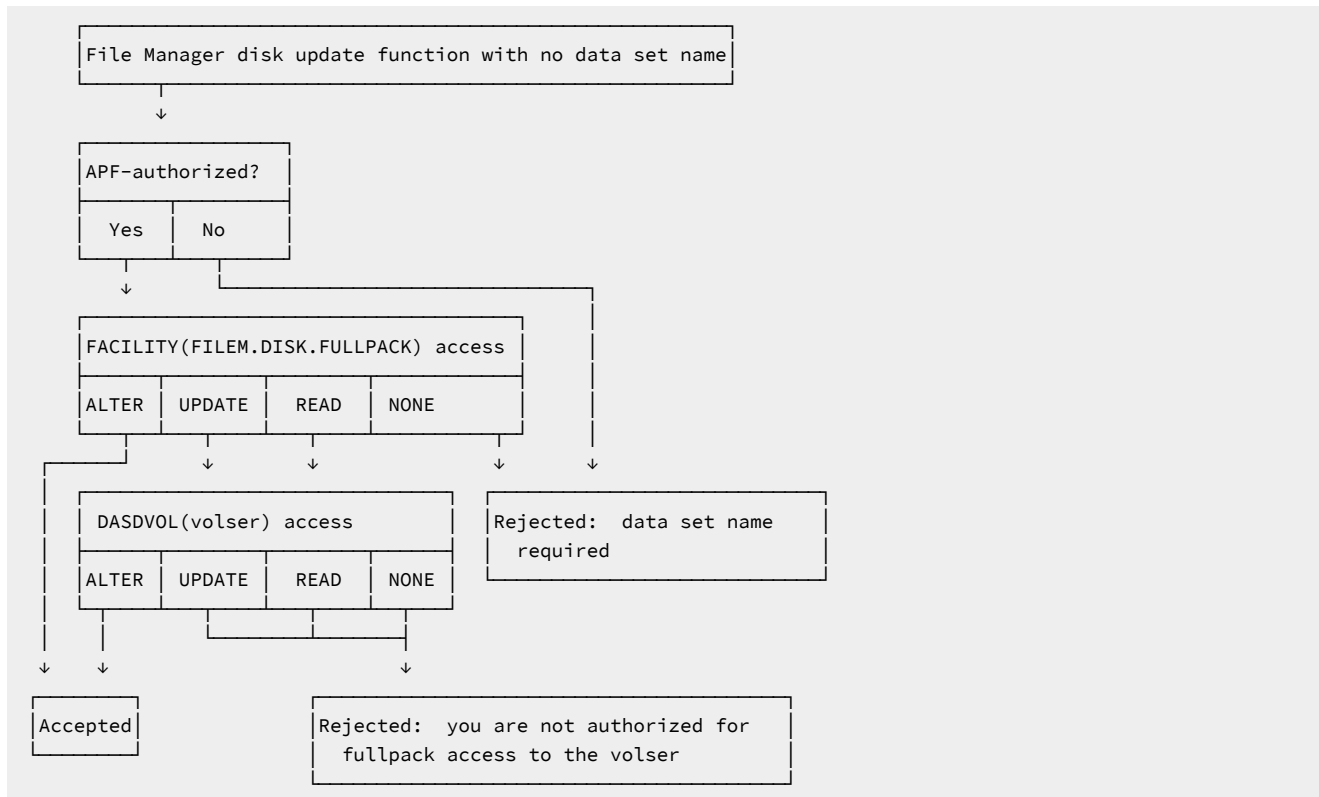 File Manager disk update function with no data set name
APF-authorized?
Yes No
FACILITY(FILEM.DISK.FULLPACK) access
ALTER UPDATE READ NONE
DASDVOL(volser) access
ALTER UPDATE READ NONE
Rejected: data set name
required
Accepted
Rejected: you are not authorized for
fullpack access to the volser